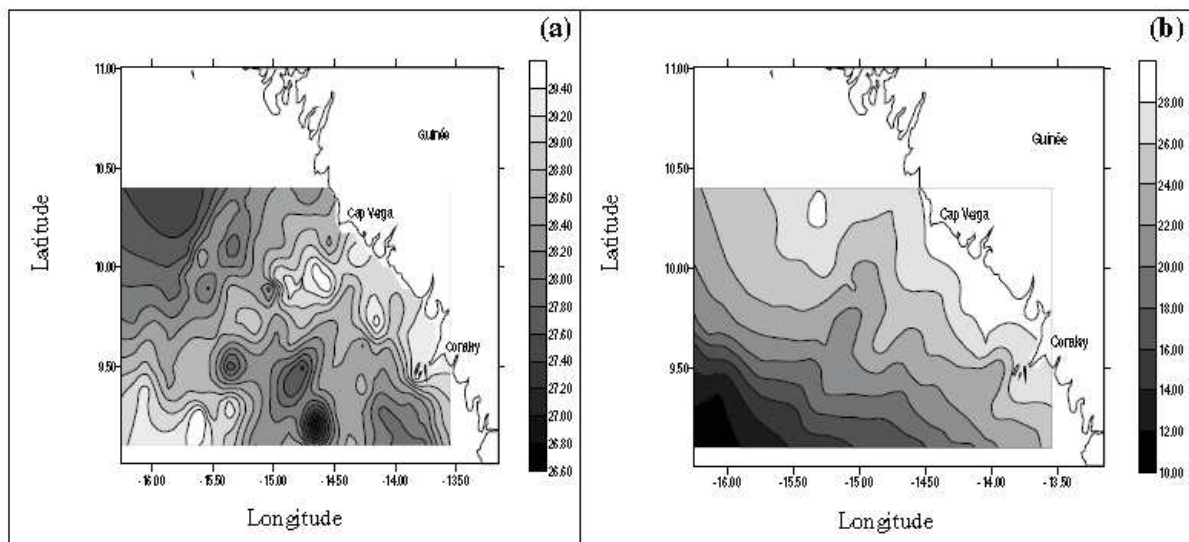 (a)
11.00
10.50
10.00
9.50
Latitude
Guinée
Cap Verga
Conakry
-16.00 -15.50 -15.00 -14.50 -14.00 -13.50
Longitude
29.40
29.20
29.00
28.80
28.60
28.40
28.20
28.00
27.80
27.60
27.40
27.20
27.00
26.80
26.60
(b)
11.00
10.50
10.00
9.50
Latitude
Guinée
Cap Verga
Conakry
-16.00 -15.50 -15.00 -14.50 -14.00 -13.50
Longitude
28.00
26.00
24.00
22.00
20.00
18.00
16.00
14.00
12.00
10.00